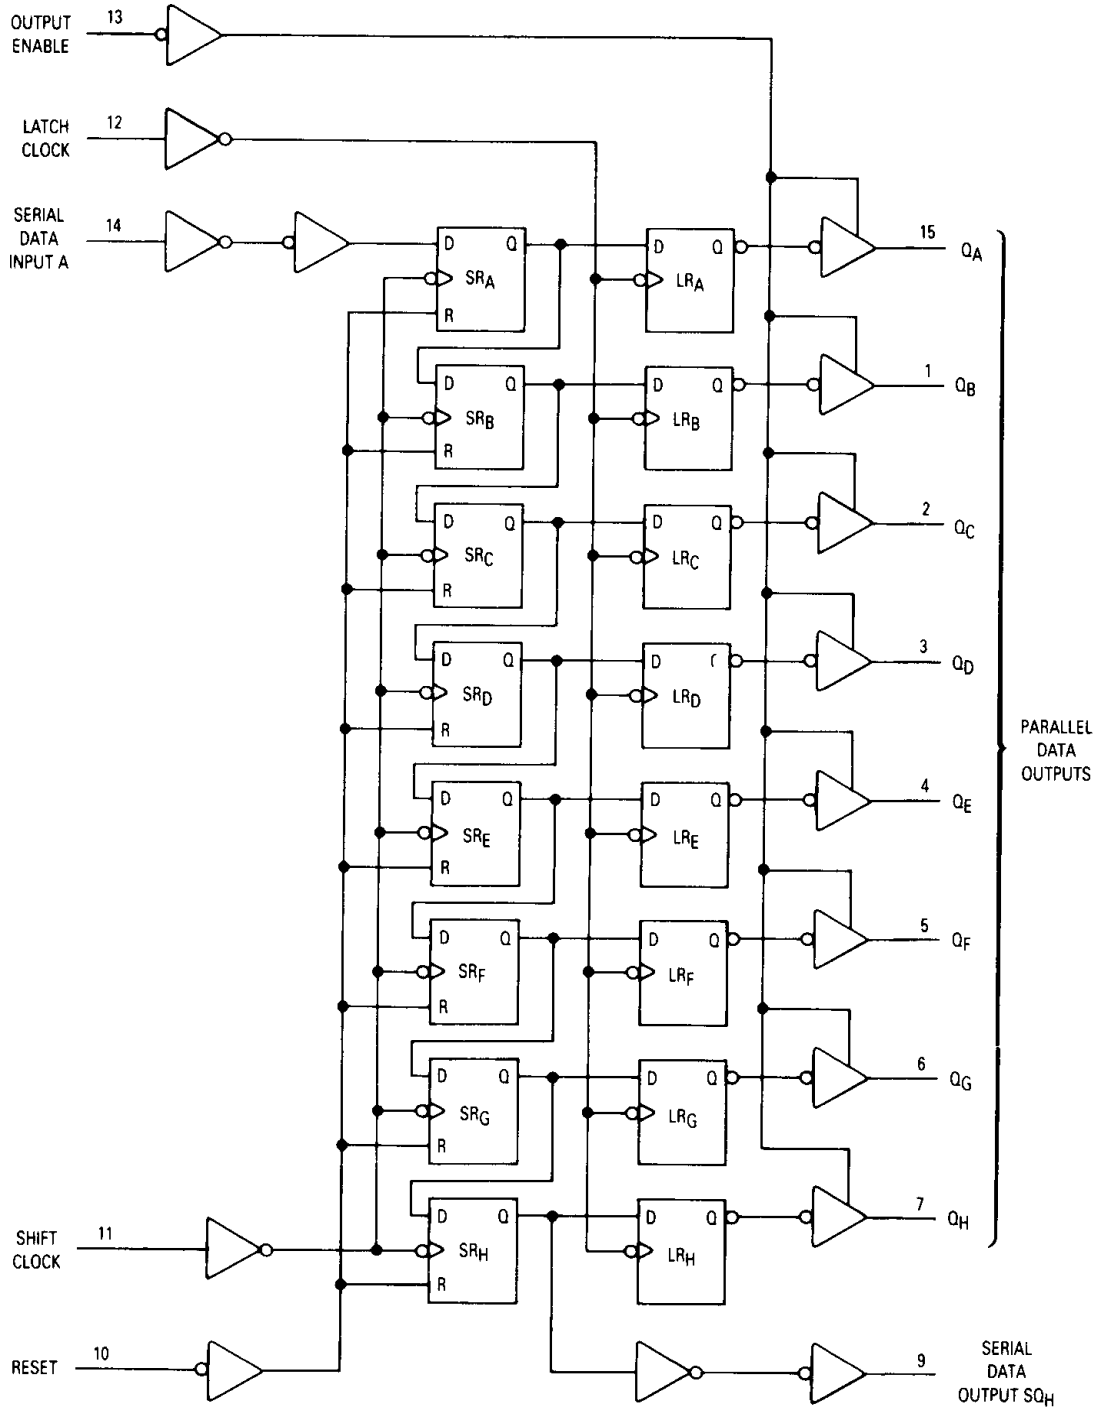 OUTPUT
ENABLE
13
LATCH
CLOCK
12
SERIAL
DATA
INPUT A
14
D Q
SRA
R
D Q
LRA
15
QA
D Q
SRB
R
D Q
LRB
1
QB
D Q
SRC
R
D Q
LRC
2
QC
D Q
SRD
R
D
LRD
3
QD
D Q
SRE
R
D Q
LRE
4
QE
D Q
SRF
R
D Q
LRF
5
QF
D Q
SRG
R
D Q
LRG
6
QG
D Q
SRH
R
D Q
LRH
7
QH
PARALLEL
DATA
OUTPUTS
SHIFT
CLOCK
11
RESET
10
9
SERIAL
DATA
OUTPUT SQH